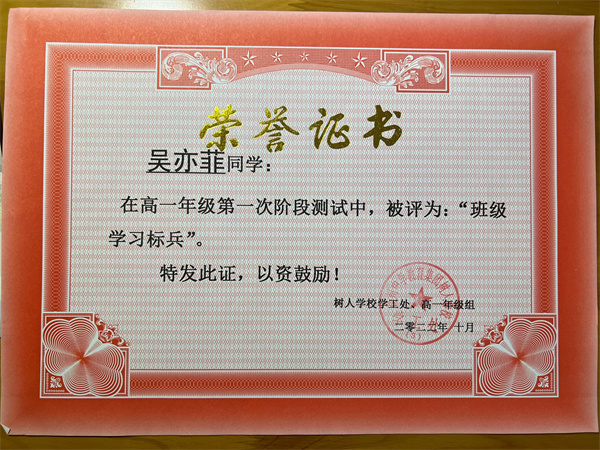 荣誉证书
吴亦菲同学：
在高一年级第一次阶段测试中，被评为：“班级
学习标兵”。
特发此证，以资鼓励！
树人学校学工处、高一年级组
二零二 年 十月